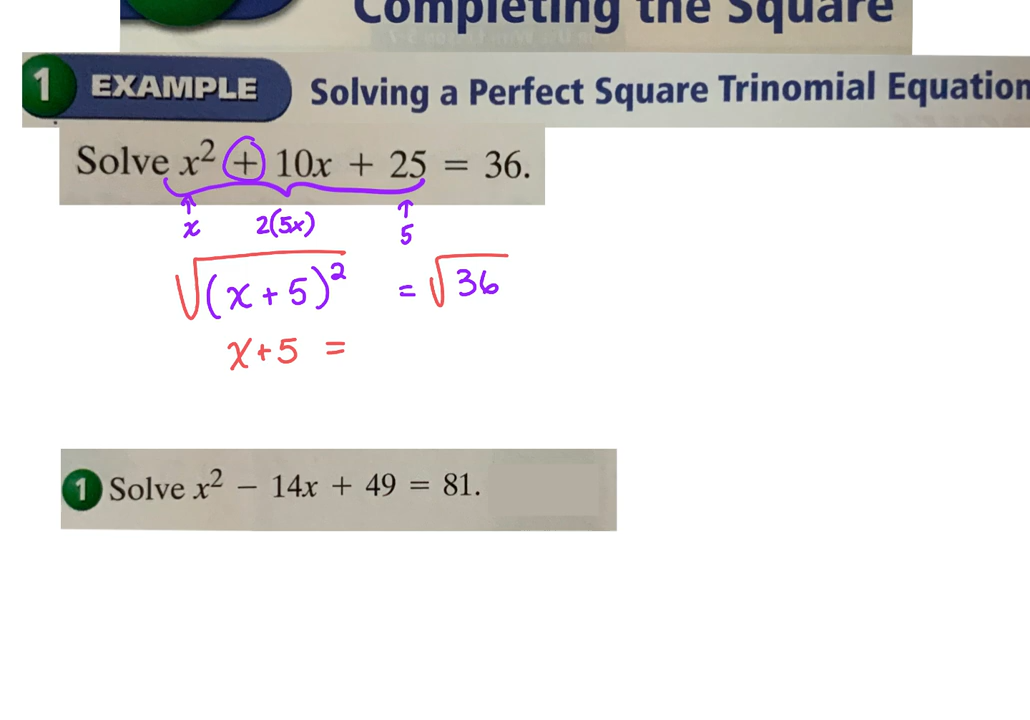 Completing the Square
1 EXAMPLE Solving a Perfect Square Trinomial Equation
Solve x² + 10x + 25 = 36.
↑ ↑
x 2(5x) 5
√(x + 5)² = √36
x + 5 =
1 Solve x² − 14x + 49 = 81.